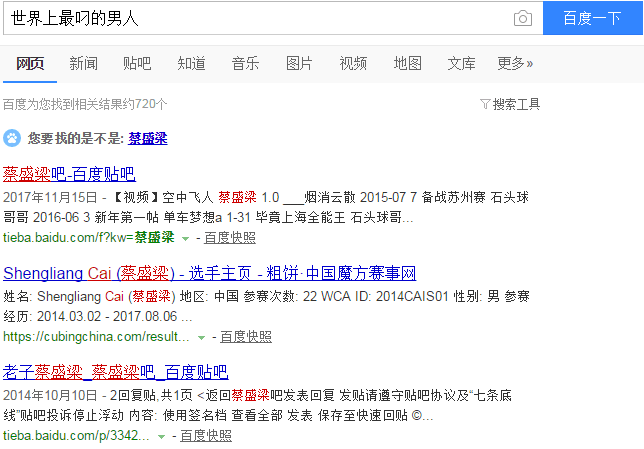 世界上最叼的男人 百度一下
网页 新闻 贴吧 知道 音乐 图片 视频 地图 文库 更多»
百度为您找到相关结果约720个 搜索工具
您要找的是不是: 蔡盛梁
蔡盛梁吧-百度贴吧
2017年11月15日 - 【视频】空中飞人 蔡盛梁 1.0 ___烟消云散 2015-07 7 备战苏州赛 石头球
哥哥 2016-06 3 新年第一帖 单车梦想a 1-31 毕竟上海全能王 石头球哥...
tieba.baidu.com/f?kw=蔡盛梁 - 百度快照
Shengliang Cai (蔡盛梁) - 选手主页 - 粗饼·中国魔方赛事网
姓名: Shengliang Cai (蔡盛梁) 地区: 中国 参赛次数: 22 WCA ID: 2014CAIS01 性别: 男 参赛
经历: 2014.03.02 - 2017.08.06 ...
https://cubingchina.com/result... - 百度快照
老子蔡盛梁_蔡盛梁吧_百度贴吧
2014年10月10日 - 2回复贴,共1页 <返回蔡盛梁吧发表回复 发贴请遵守贴吧协议及“七条底
线”贴吧投诉停止浮动 内容: 使用签名档 查看全部 发表 保存至快速回贴 ©...
tieba.baidu.com/p/3342... - 百度快照